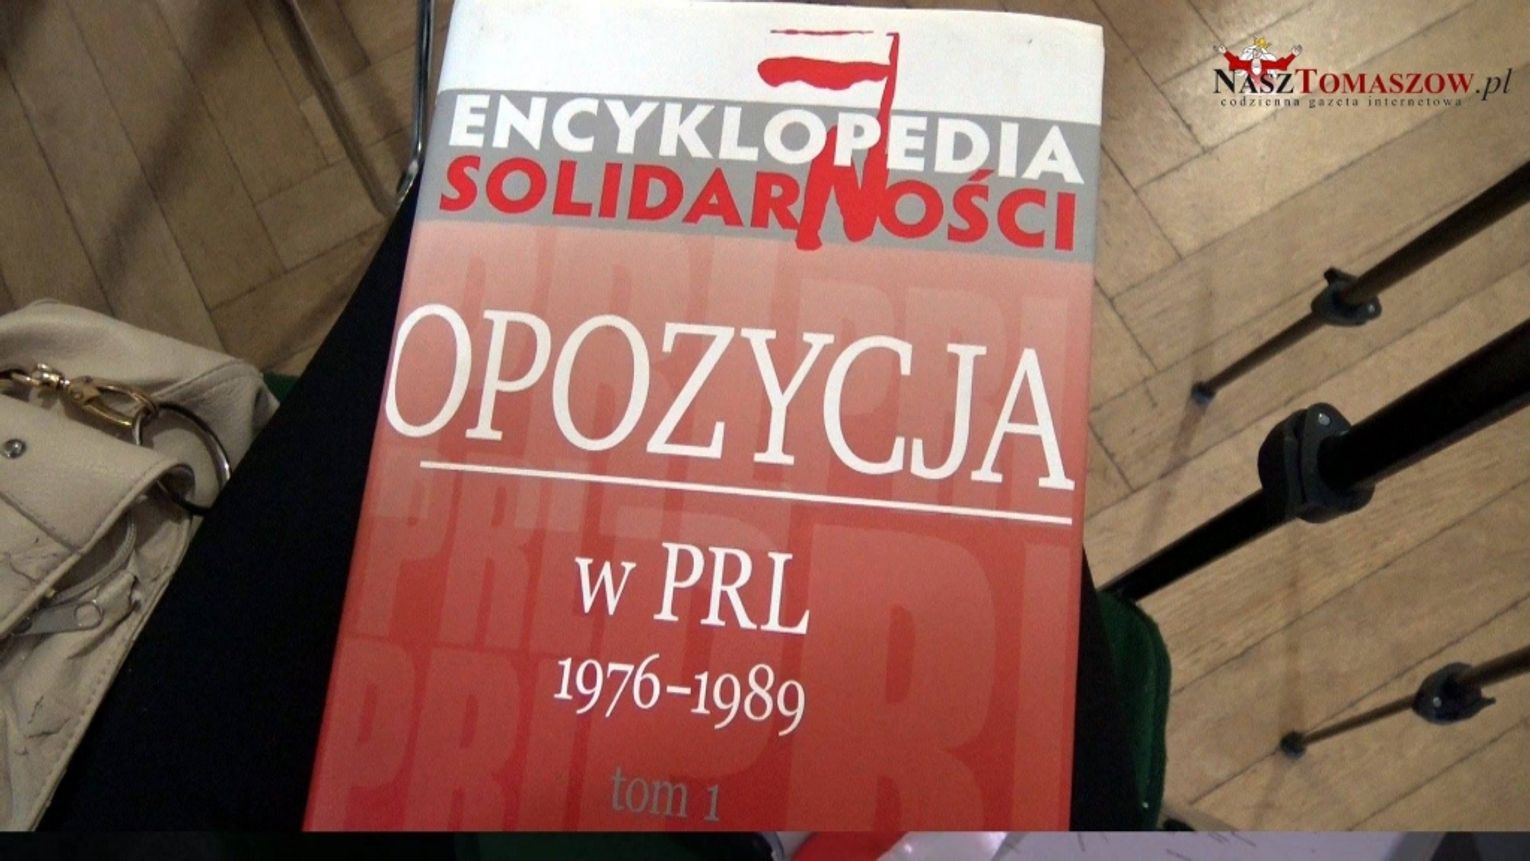 NASZTOMASZOW.pl
codzienna gazeta internetowa
ENCYKLOPEDIA
SOLIDARNOŚCI
OPOZYCJA
w PRL
1976–1989
tom 1